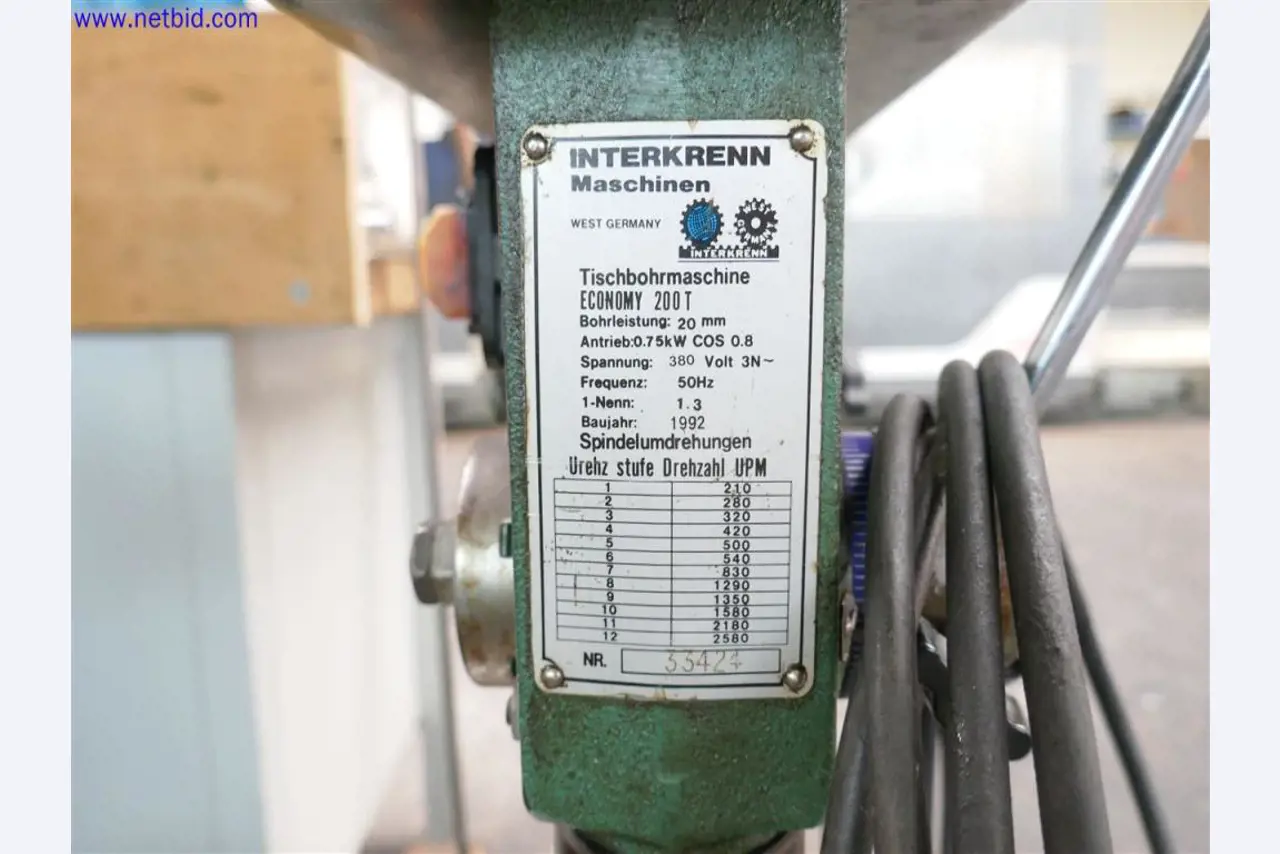 www.netbid.com
INTERKRENN
Maschinen
WEST GERMANY
INTERKRENN
Tischbohrmaschine
ECONOMY 200T
Bohrleistung: 20 mm
Antrieb:0.75kW COS 0.8
Spannung: 380 Volt 3N~
Frequenz: 50Hz
1-Nenn: 1.3
Baujahr: 1992
Spindelumdrehungen
Urehz stufe Drehzahl UPM
1 210
2 280
3 320
4 420
5 500
6 540
7 830
8 1290
9 1350
10 1580
11 2180
12 2580
NR. 33424